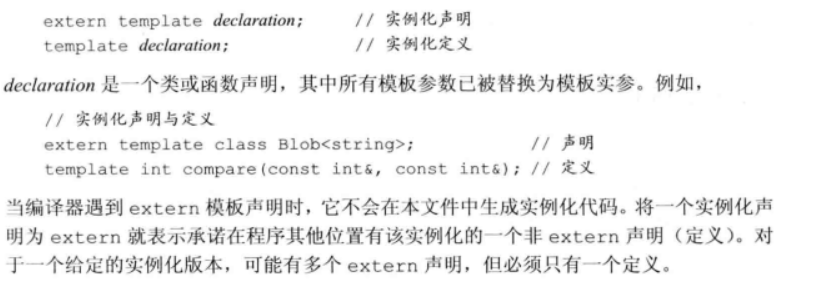 extern template declaration; // 实例化声明
template declaration; // 实例化定义
declaration 是一个类或函数声明，其中所有模板参数已被替换为模板实参。例如，
// 实例化声明与定义
extern template class Blob<string>; // 声明
template int compare(const int&, const int&); // 定义
当编译器遇到 extern 模板声明时，它不会在本文件中生成实例化代码。将一个实例化声
明为 extern 就表示承诺在程序其他位置有该实例化的一个非 extern 声明（定义）。对
于一个给定的实例化版本，可能有多个 extern 声明，但必须只有一个定义。